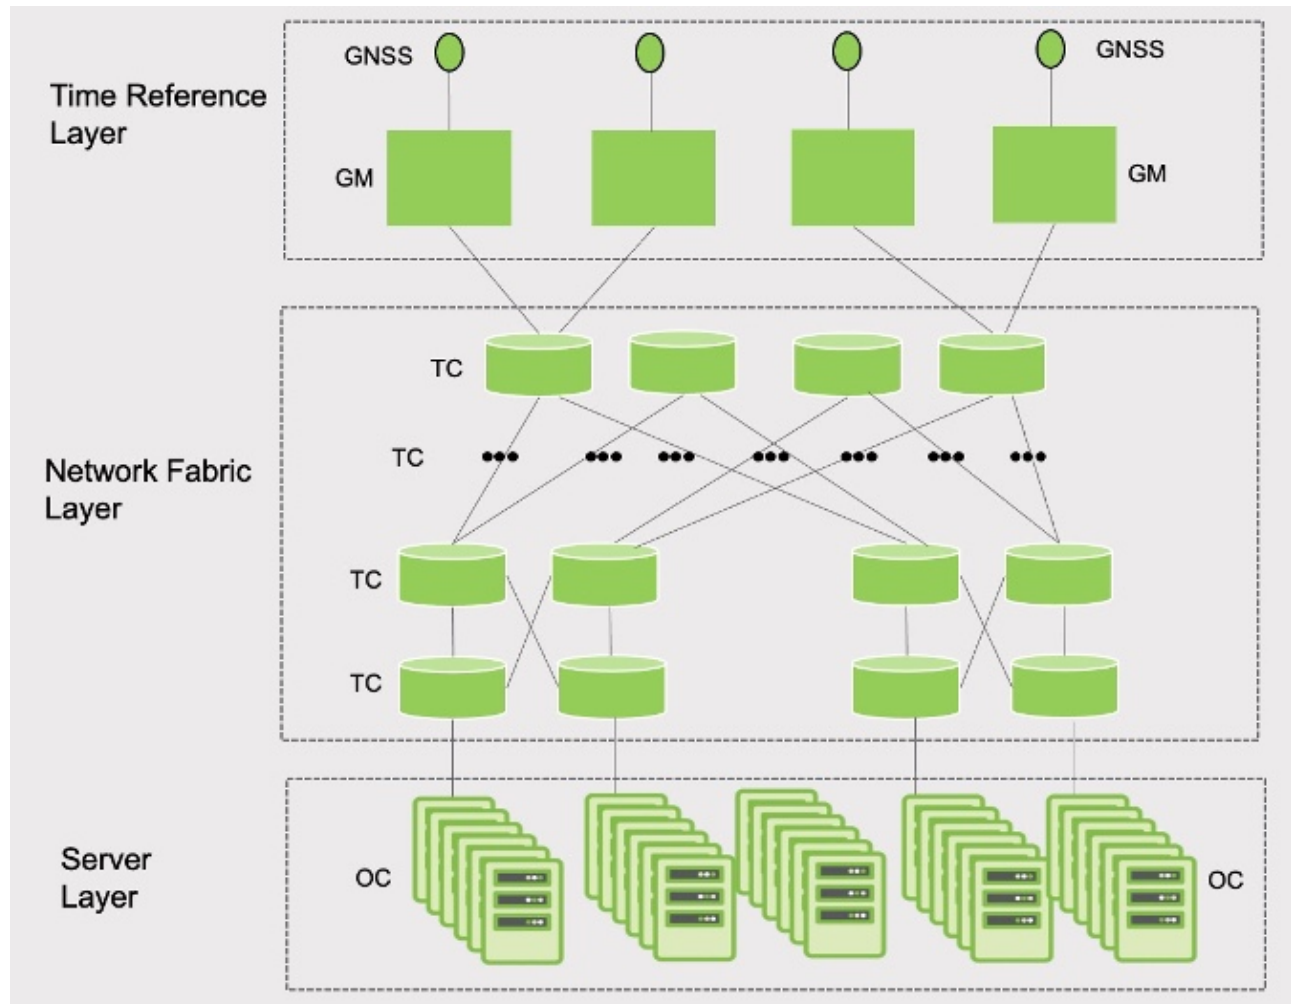 GNSS
GNSS
Time Reference
Layer
GM
GM
TC
TC
Network Fabric
Layer
TC
TC
Server
Layer
OC
OC